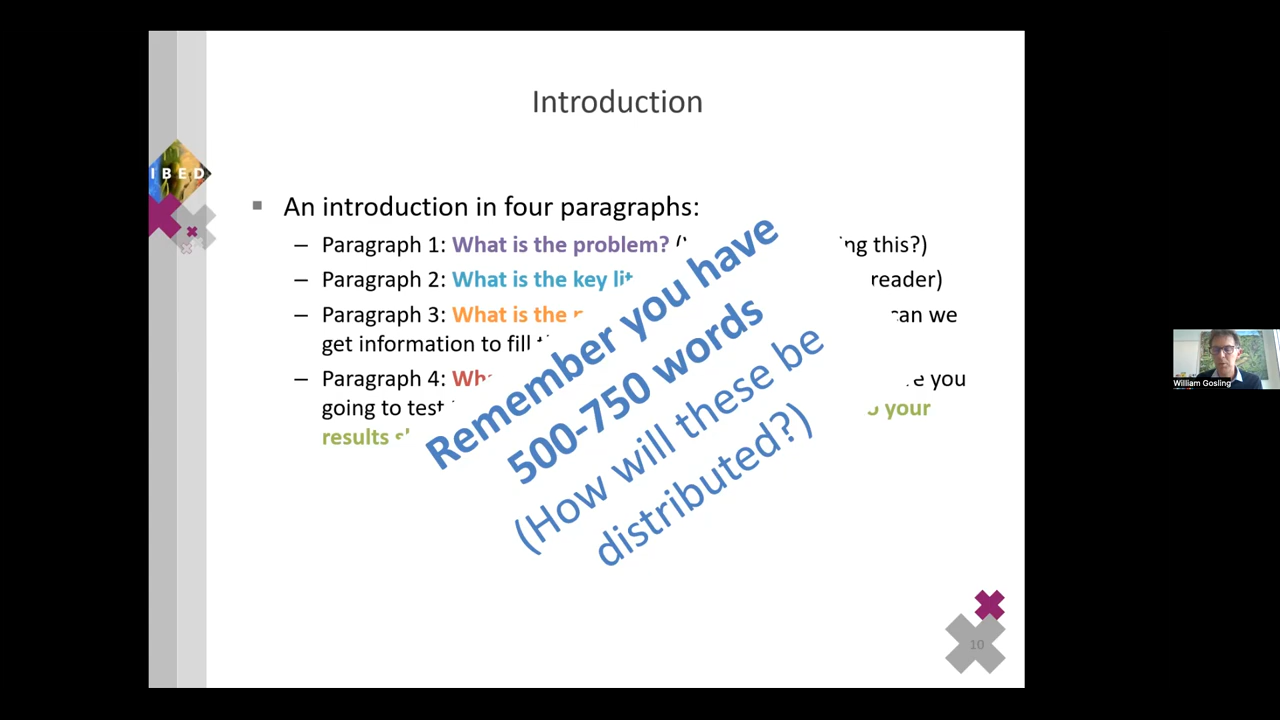 Introduction
IBED
An introduction in four paragraphs:
– Paragraph 1: What is the problem? this?)
– Paragraph 2: What is the key reader)
– Paragraph 3: What is the can we
get information to fill
– Paragraph 4: you
going to test your
results
Remember you have
500-750 words
(How will these be
distributed?)
10
William Gosling